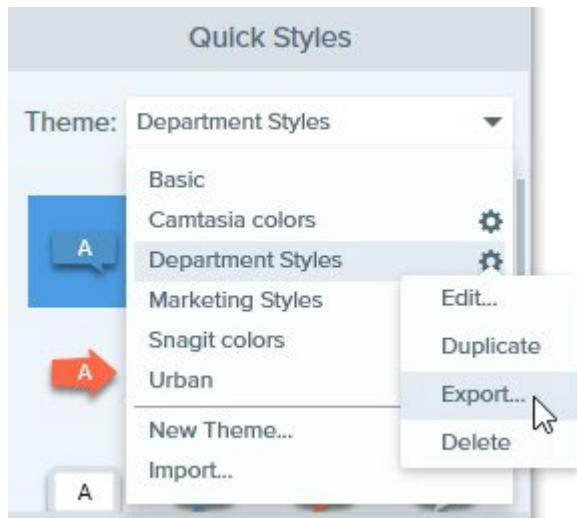 Quick Styles
Theme: Department Styles
A
Basic
Camtasia colors
Department Styles
Marketing Styles
Snagit colors
Urban
New Theme...
Import...
Edit...
Duplicate
Export...
Delete
A
A